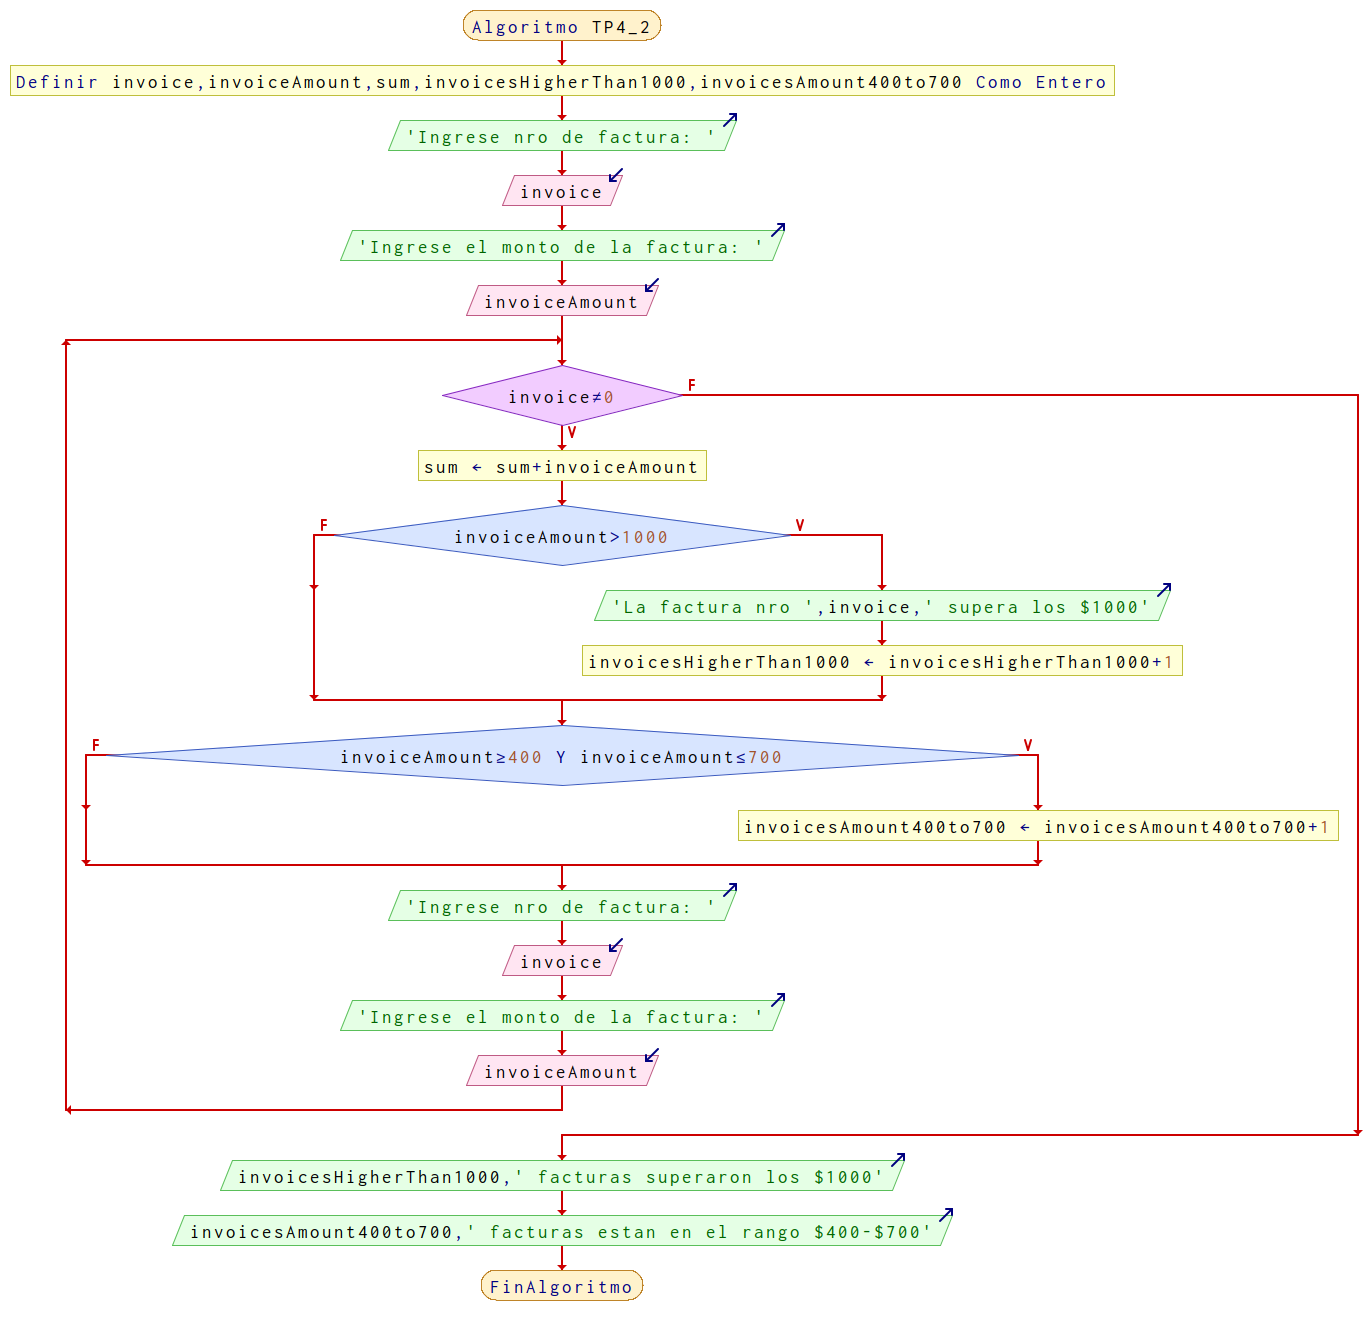 Algoritmo TP4_2
Definir invoice,invoiceAmount,sum,invoicesHigherThan1000,invoicesAmount400to700 Como Entero
'Ingrese nro de factura: '
invoice
'Ingrese el monto de la factura: '
invoiceAmount
invoice≠0
F
V
sum ← sum+invoiceAmount
F
invoiceAmount>1000
V
'La factura nro ',invoice,' supera los $1000'
invoicesHigherThan1000 ← invoicesHigherThan1000+1
F
invoiceAmount≥400 Y invoiceAmount≤700
V
invoicesAmount400to700 ← invoicesAmount400to700+1
'Ingrese nro de factura: '
invoice
'Ingrese el monto de la factura: '
invoiceAmount
invoicesHigherThan1000,' facturas superaron los $1000'
invoicesAmount400to700,' facturas estan en el rango $400-$700'
FinAlgoritmo